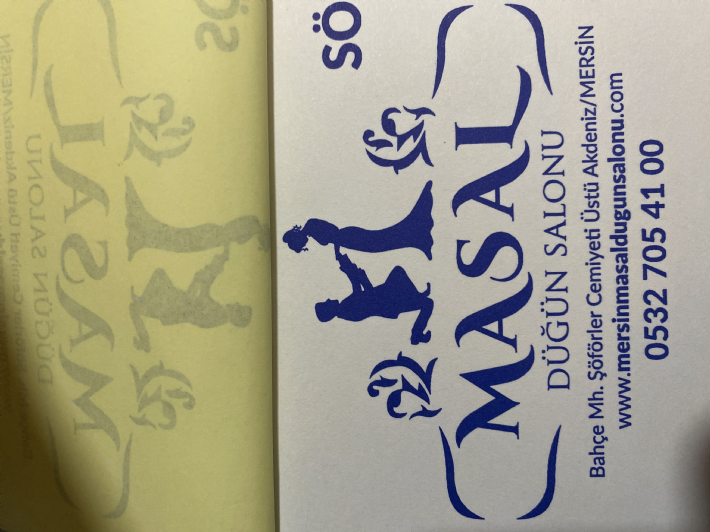 SÖ
MASAL
DÜĞÜN SALONU
Bahçe Mh. Şöförler Cemiyeti Üstü Akdeniz/MERSİN
www.mersinmasaldugunsalonu.com
0532 705 41 00